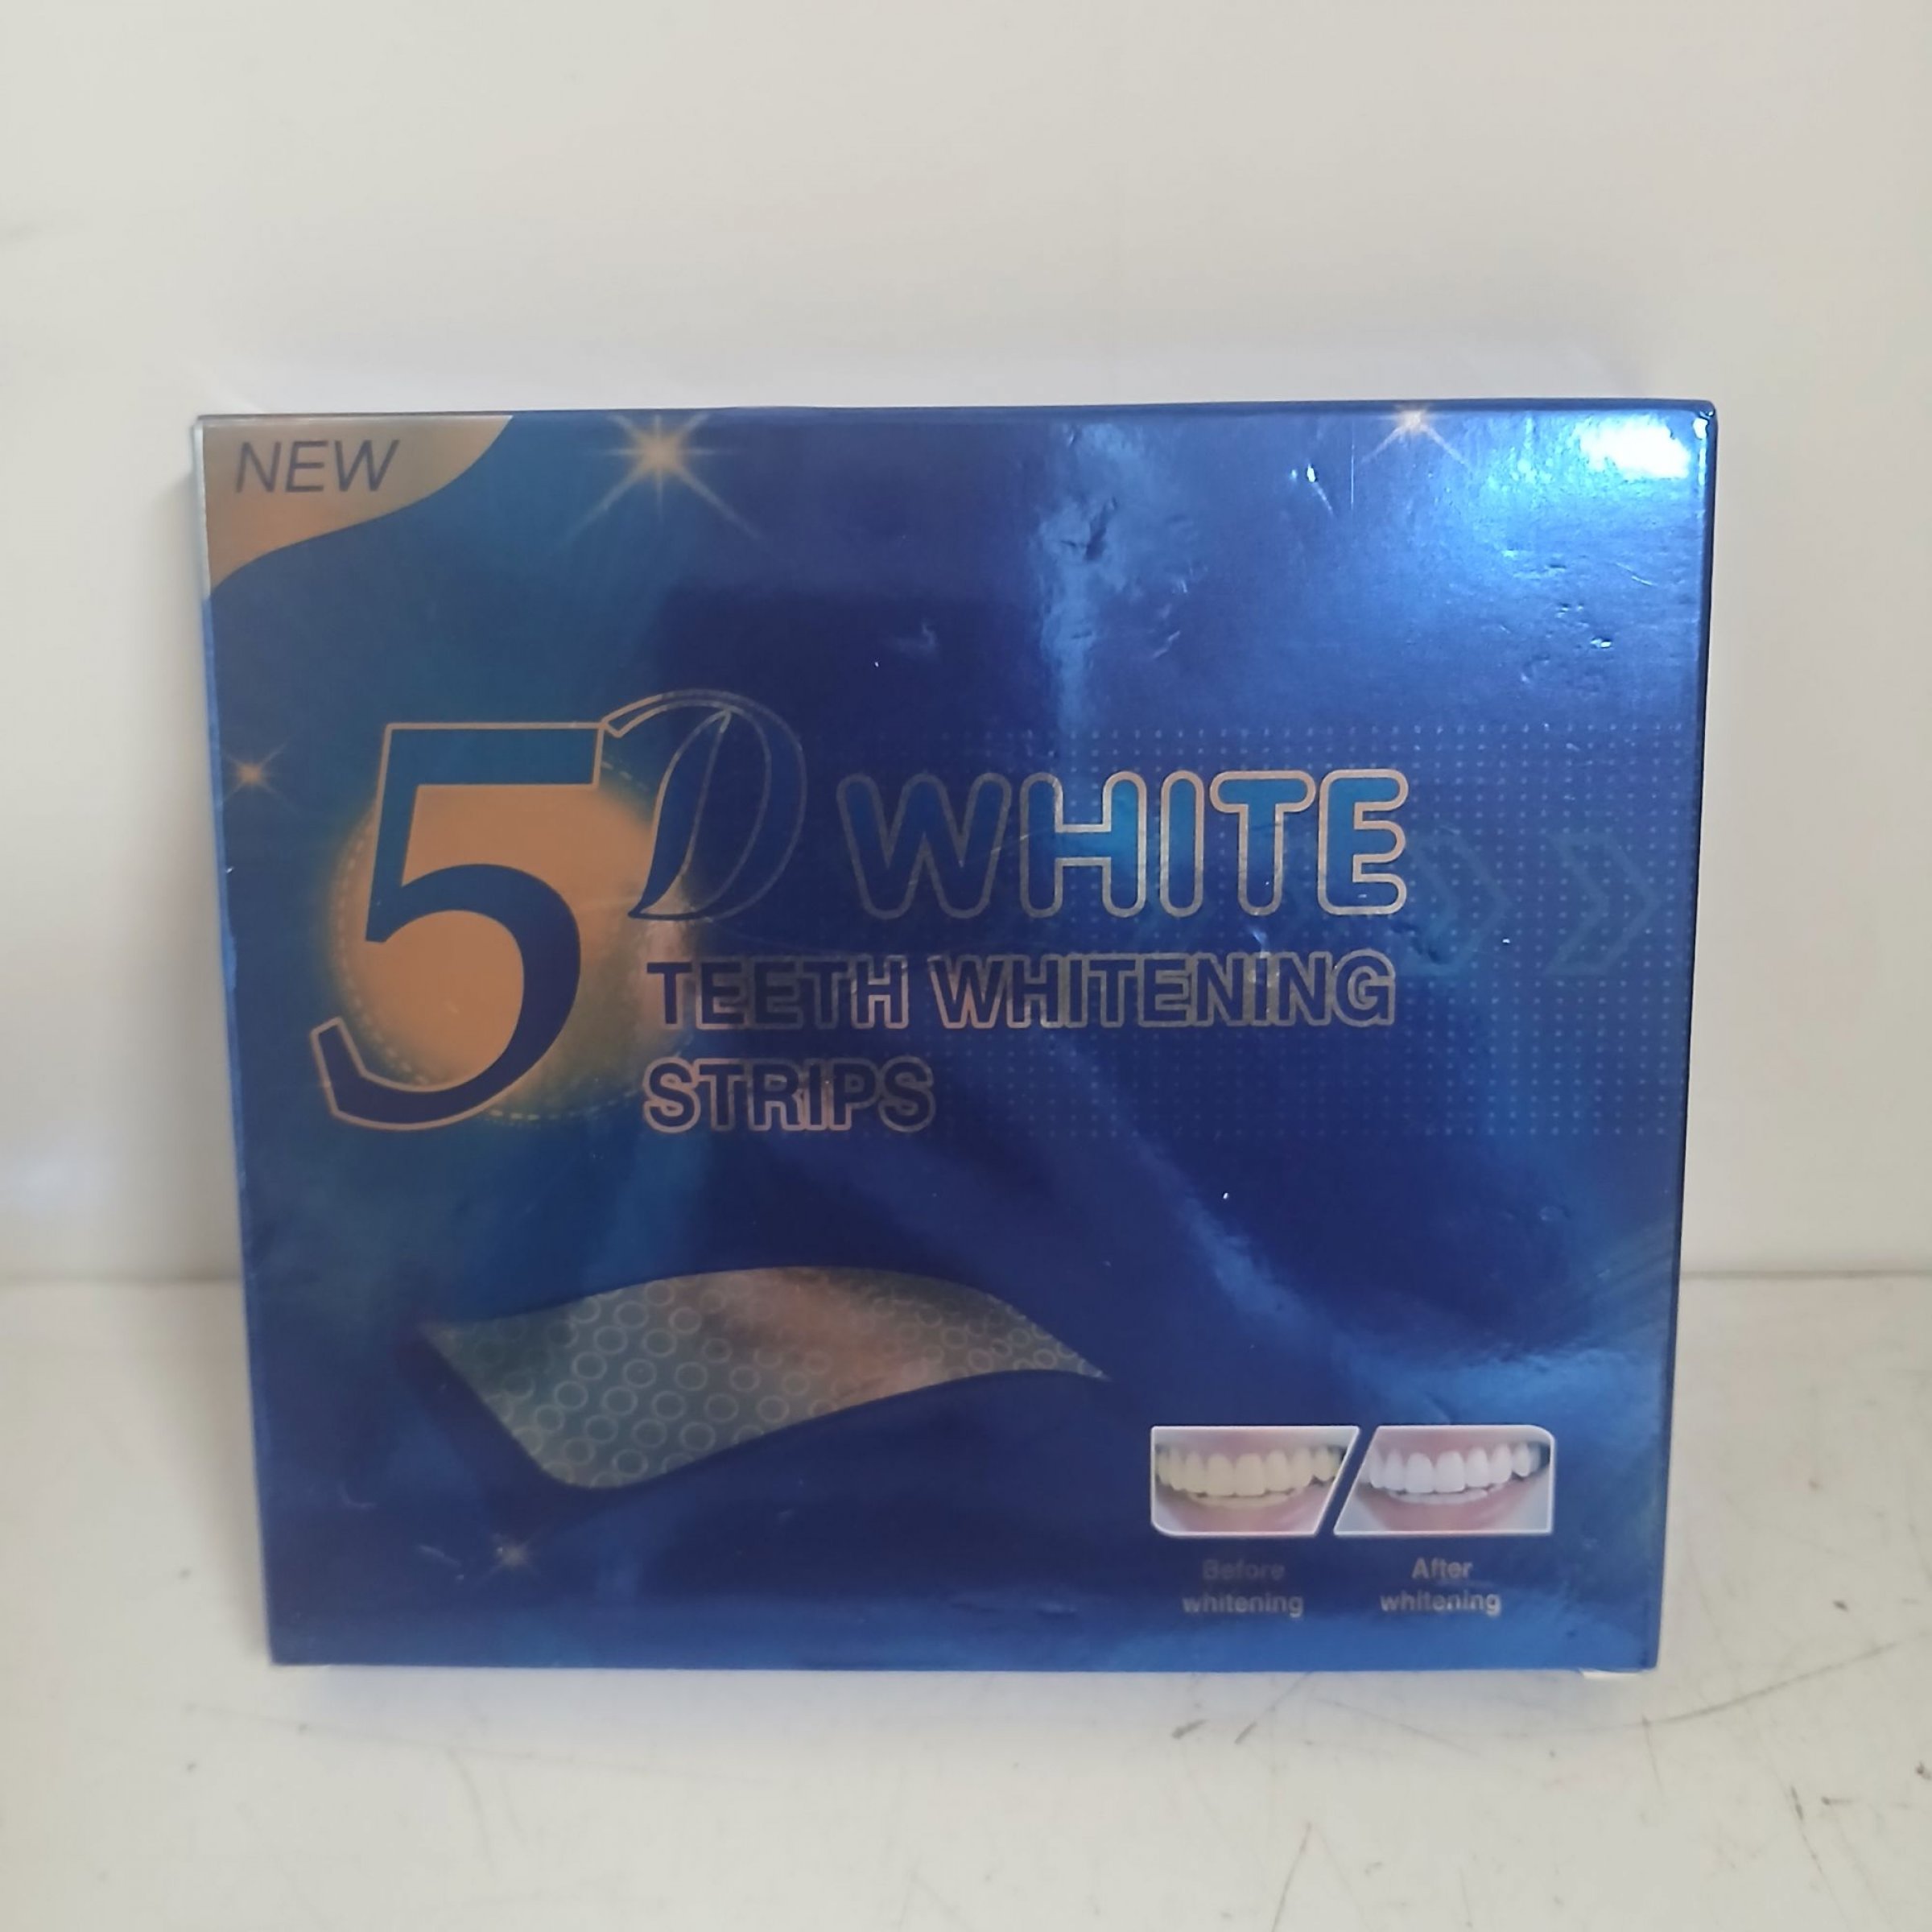 NEW
5D WHITE
TEETH WHITENING
STRIPS
Before
whitening
After
whitening